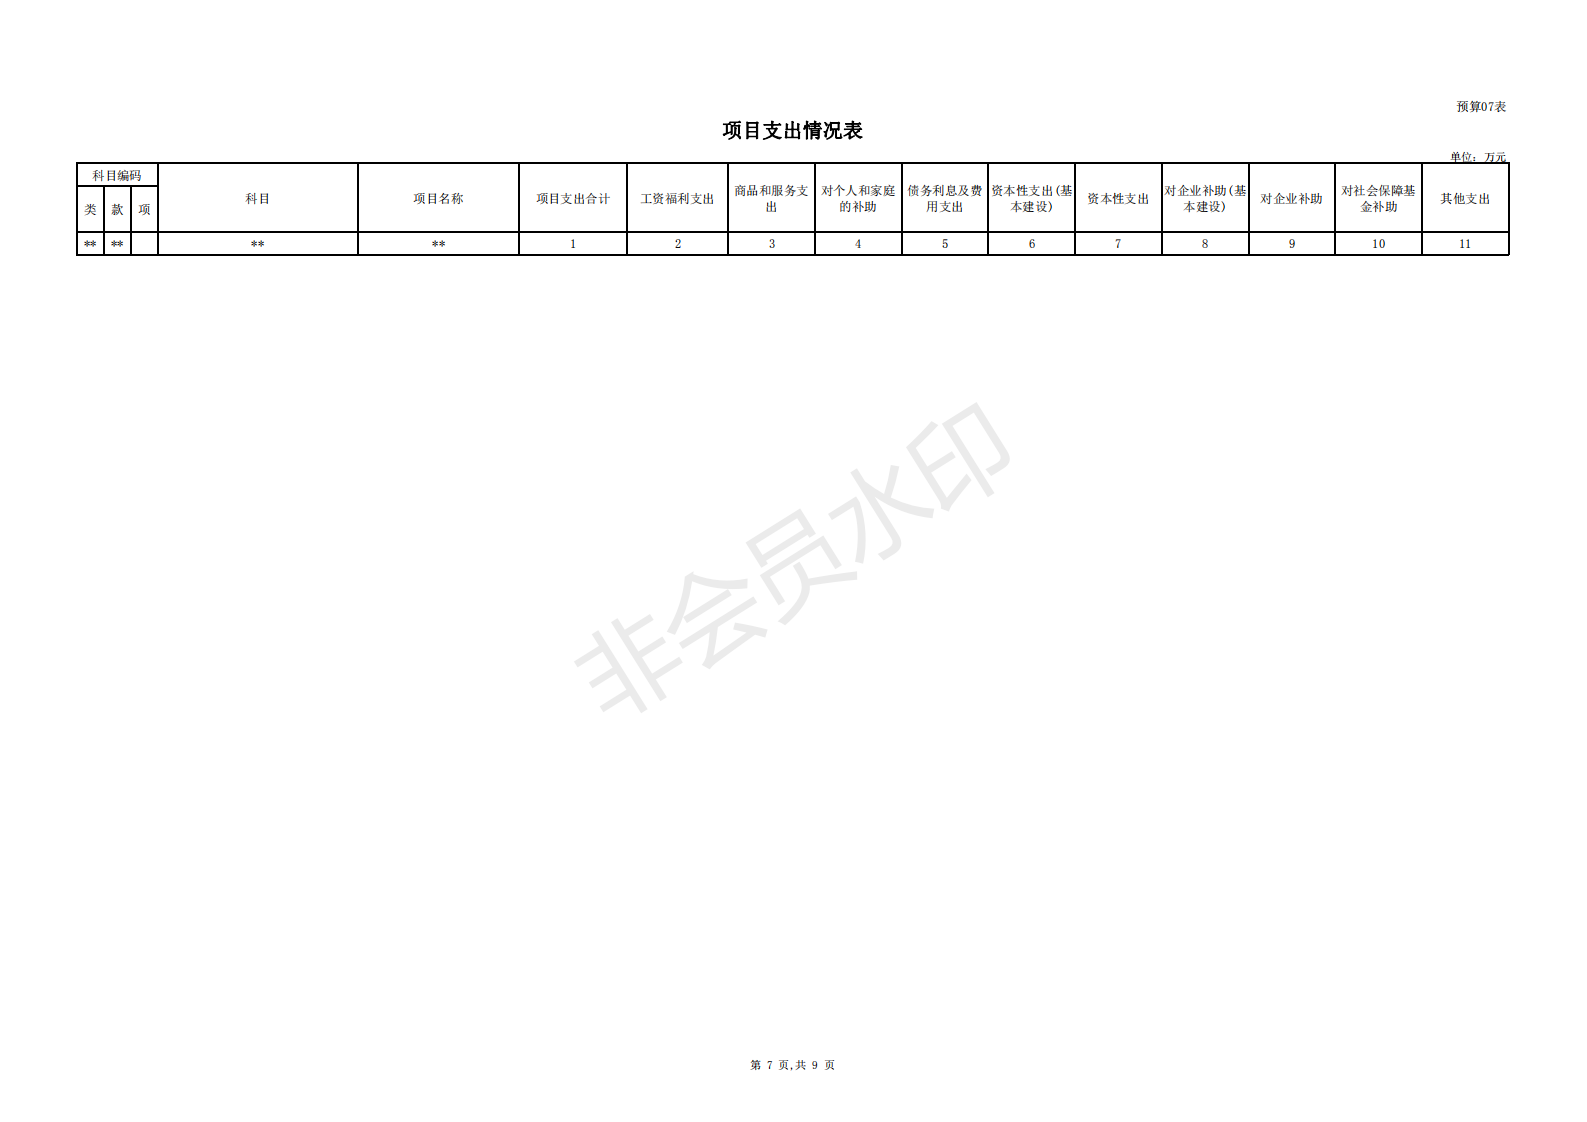 预算07表
项目支出情况表
单位：万元
科目编码 科目 项目名称 项目支出合计 工资福利支出 商品和服务支出 对个人和家庭的补助 债务利息及费用支出 资本性支出(基本建设) 资本性支出 对企业补助(基本建设) 对企业补助 对社会保障基金补助 其他支出
类 款 项
** ** ** ** 1 2 3 4 5 6 7 8 9 10 11
非会员水印
第 7 页,共 9 页